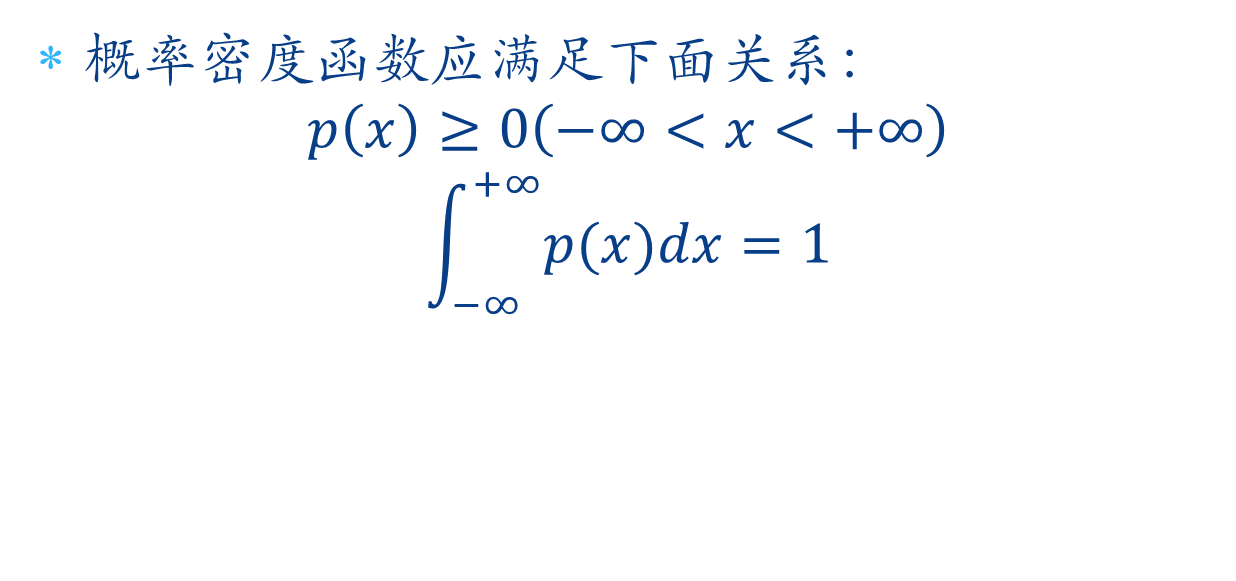 * 概率密度函数应满足下面关系：
p(x) ≥ 0(−∞ < x < +∞)
∫_{−∞}^{+∞} p(x)dx = 1